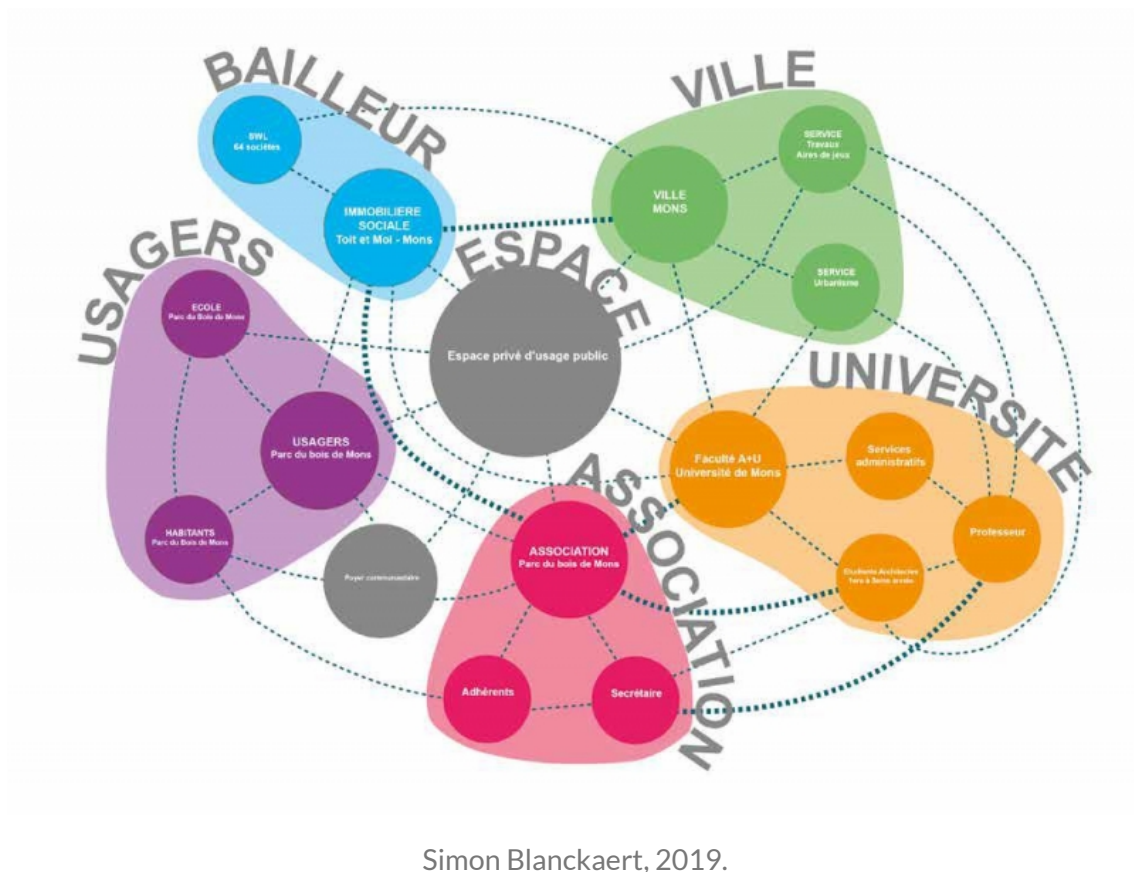 BAILLEUR
SWL
64 sociétés
IMMOBILIERE
SOCIALE
Toit et Moi - Mons
VILLE
VILLE
MONS
SERVICE
Travaux
Aires de jeux
SERVICE
Urbanisme
USAGERS
ECOLE
Parc du Bois de Mons
USAGERS
Parc du bois de Mons
HABITANTS
Parc du Bois de Mons
ESPACE
Espace privé d'usage public
Foyer communautaire
UNIVERSITE
Faculté A+U
Université de Mons
Services
administratifs
Professeur
Etudiants Architectes
ASSOCIATION
ASSOCIATION
Parc du bois de Mons
Adhérents
Secrétaire
Simon Blanckaert, 2019.